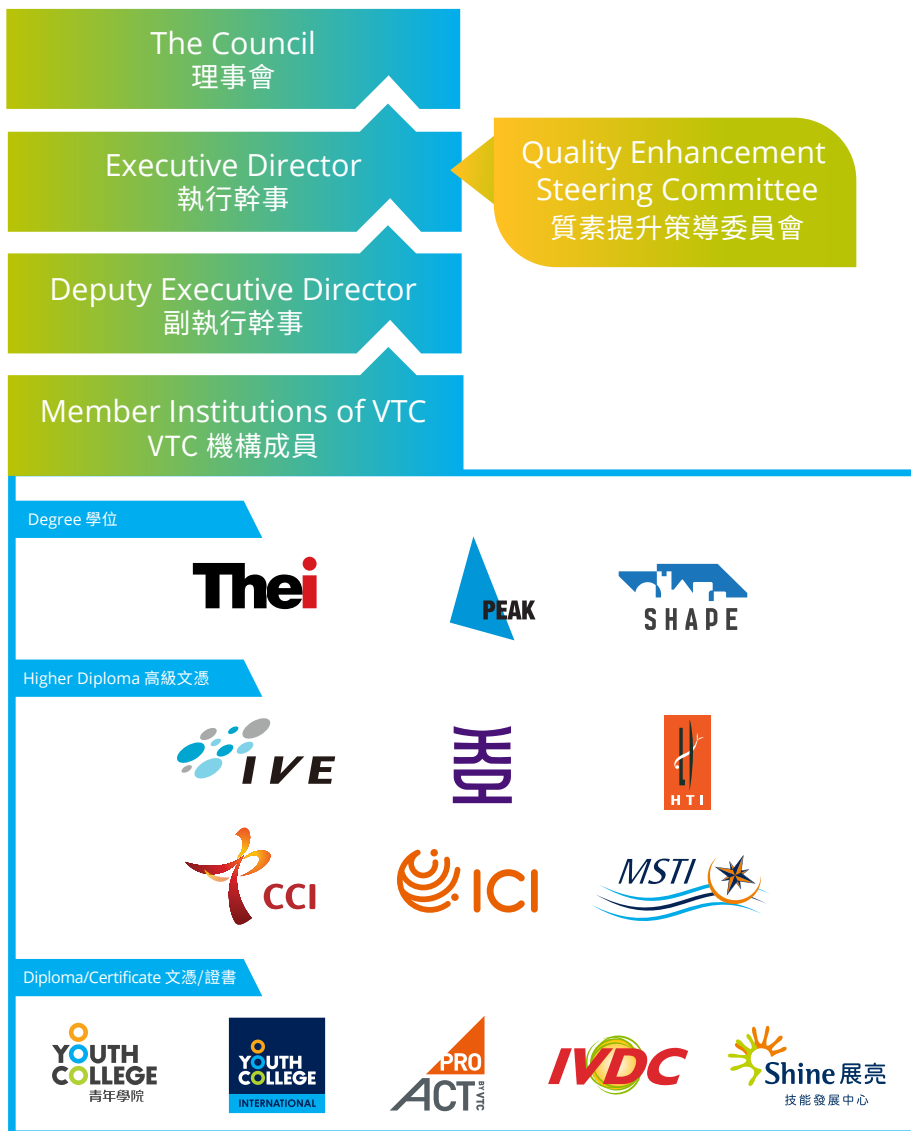 The Council
理事會
Executive Director
執行幹事
Quality Enhancement
Steering Committee
質素提升策導委員會
Deputy Executive Director
副執行幹事
Member Institutions of VTC
VTC 機構成員
Degree 學位
Thei
PEAK
SHAPE
Higher Diploma 高級文憑
IVE
HTI
CCI
ICI
MSTI
Diploma/Certificate 文憑/證書
YOUTH
COLLEGE
青年學院
YOUTH
COLLEGE
INTERNATIONAL
PRO
ACT BY VTC
IVDC
Shine 展亮
技能發展中心